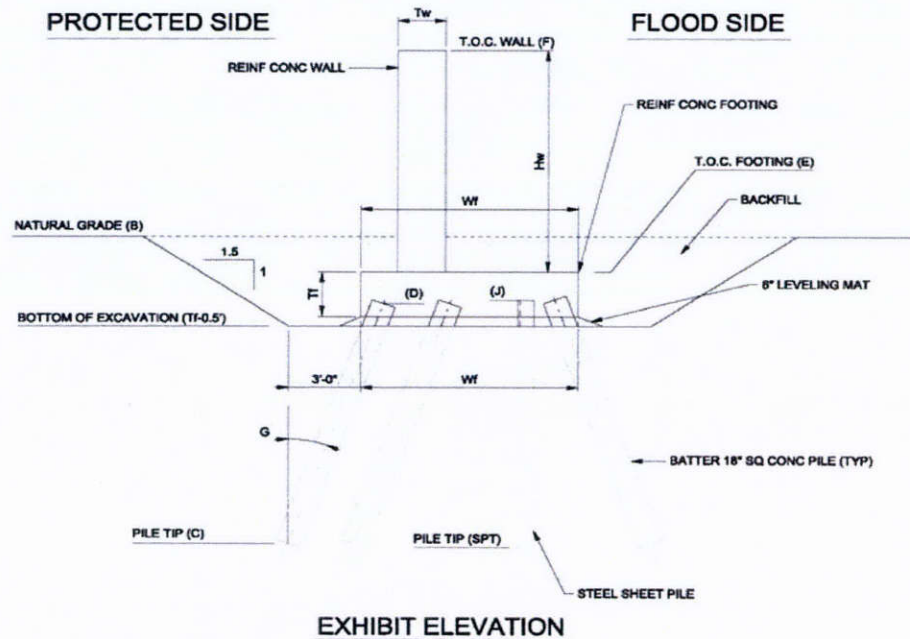 PROTECTED SIDE
Tw
FLOOD SIDE
T.O.C. WALL (F)
REINF CONC WALL
REINF CONC FOOTING
Hw
T.O.C. FOOTING (E)
Wf
BACKFILL
NATURAL GRADE (B)
1.5
1
Tf
(D)
(J)
6" LEVELING MAT
BOTTOM OF EXCAVATION (Tf-0.5')
3'-0"
Wf
G
BATTER 18" SQ CONC PILE (TYP)
PILE TIP (C)
PILE TIP (SPT)
STEEL SHEET PILE
EXHIBIT ELEVATION